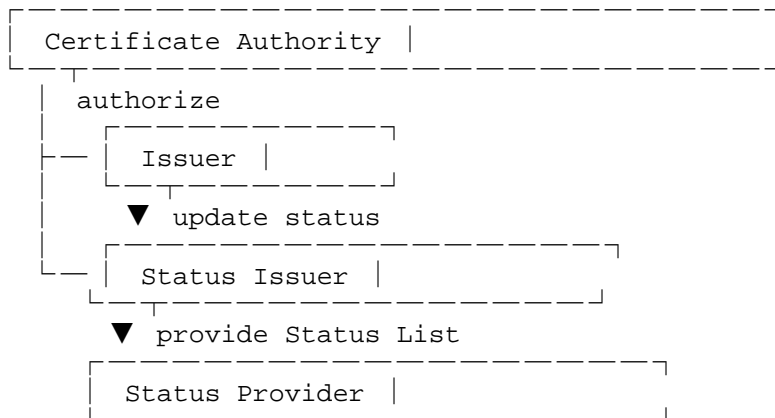 Certificate Authority
authorize
Issuer
▼ update status
Status Issuer
▼ provide Status List
Status Provider